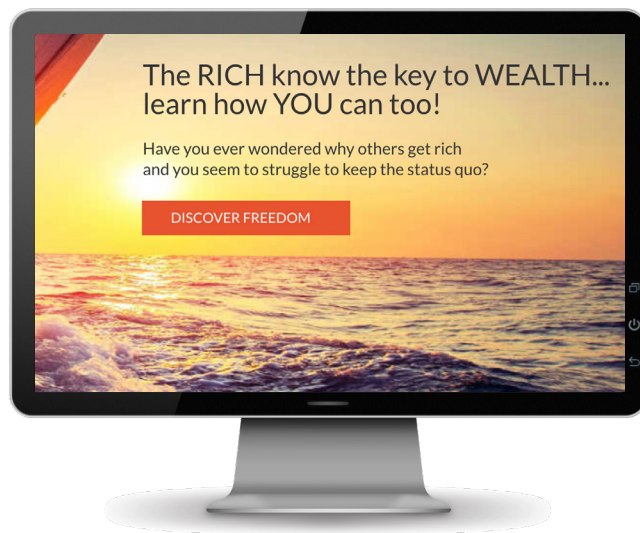 The RICH know the key to WEALTH...
learn how YOU can too!
Have you ever wondered why others get rich
and you seem to struggle to keep the status quo?
DISCOVER FREEDOM